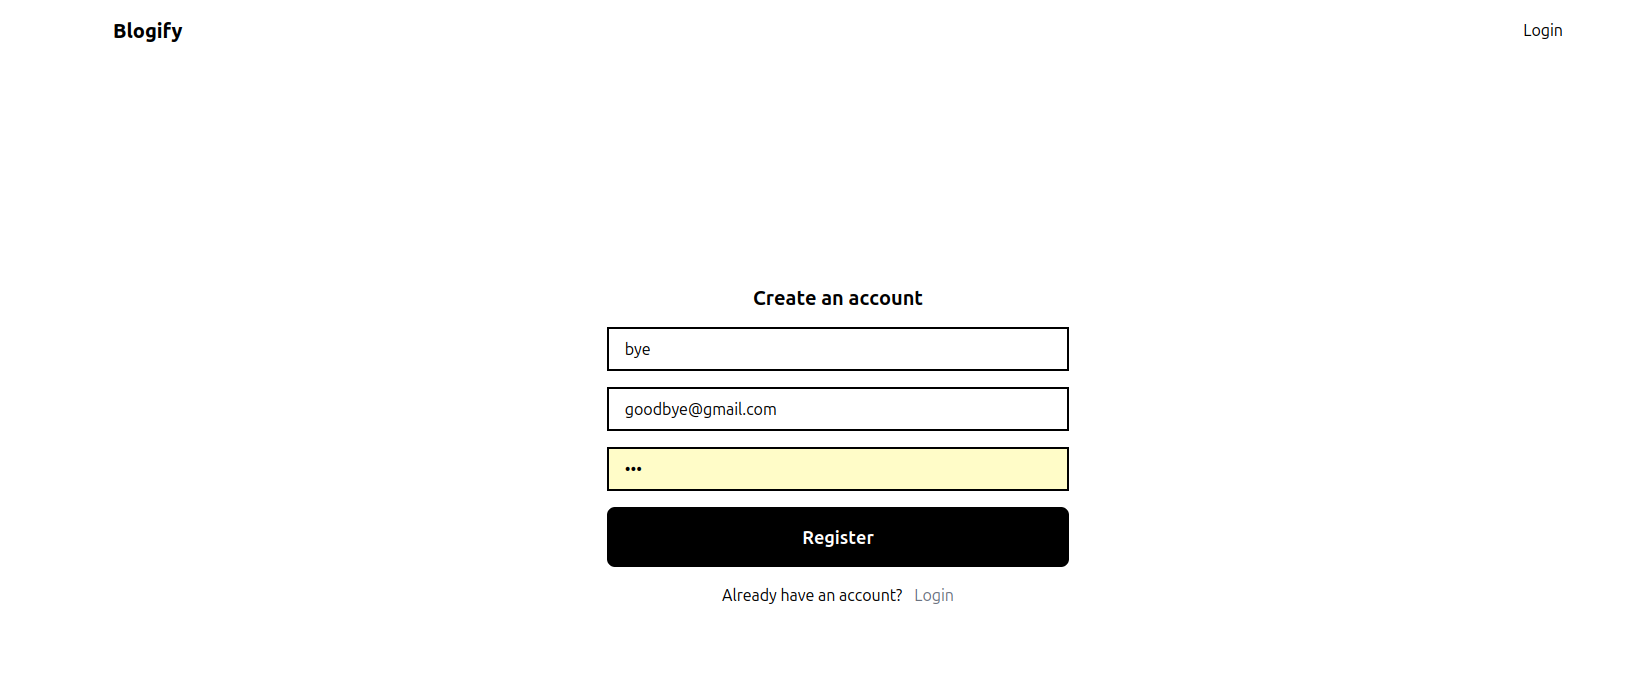 Blogify Login
Create an account
bye
goodbye@gmail.com
•••
Register
Already have an account? Login